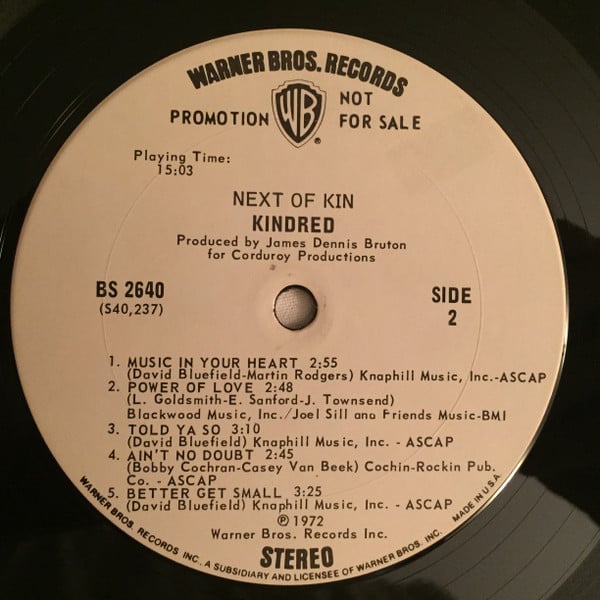 WARNER BROS. RECORDS
PROMOTION
WB
NOT
FOR SALE
®
Playing Time:
15:03
NEXT OF KIN
KINDRED
Produced by James Dennis Bruton
for Corduroy Productions
BS 2640
(S40,237)
SIDE
2
1. MUSIC IN YOUR HEART 2:55
(David Bluefield-Martin Rodgers) Knaphill Music, Inc.-ASCAP
2. POWER OF LOVE 2:48
(L. Goldsmith-E. Sanford-J. Townsend)
Blackwood Music, Inc./Joel Sill and Friends Music-BMI
3. TOLD YA SO 3:10
(David Bluefield) Knaphill Music, Inc. - ASCAP
4. AIN'T NO DOUBT 2:45
(Bobby Cochran-Casey Van Beek) Cochin-Rockin Pub.
Co. - ASCAP
5. BETTER GET SMALL 3:25
(David Bluefield) Knaphill Music, Inc. - ASCAP
℗ 1972
Warner Bros. Records Inc.
STEREO
WARNER BROS. RECORDS INC. A SUBSIDIARY AND LICENSEE OF WARNER BROS. INC. MADE IN U.S.A.